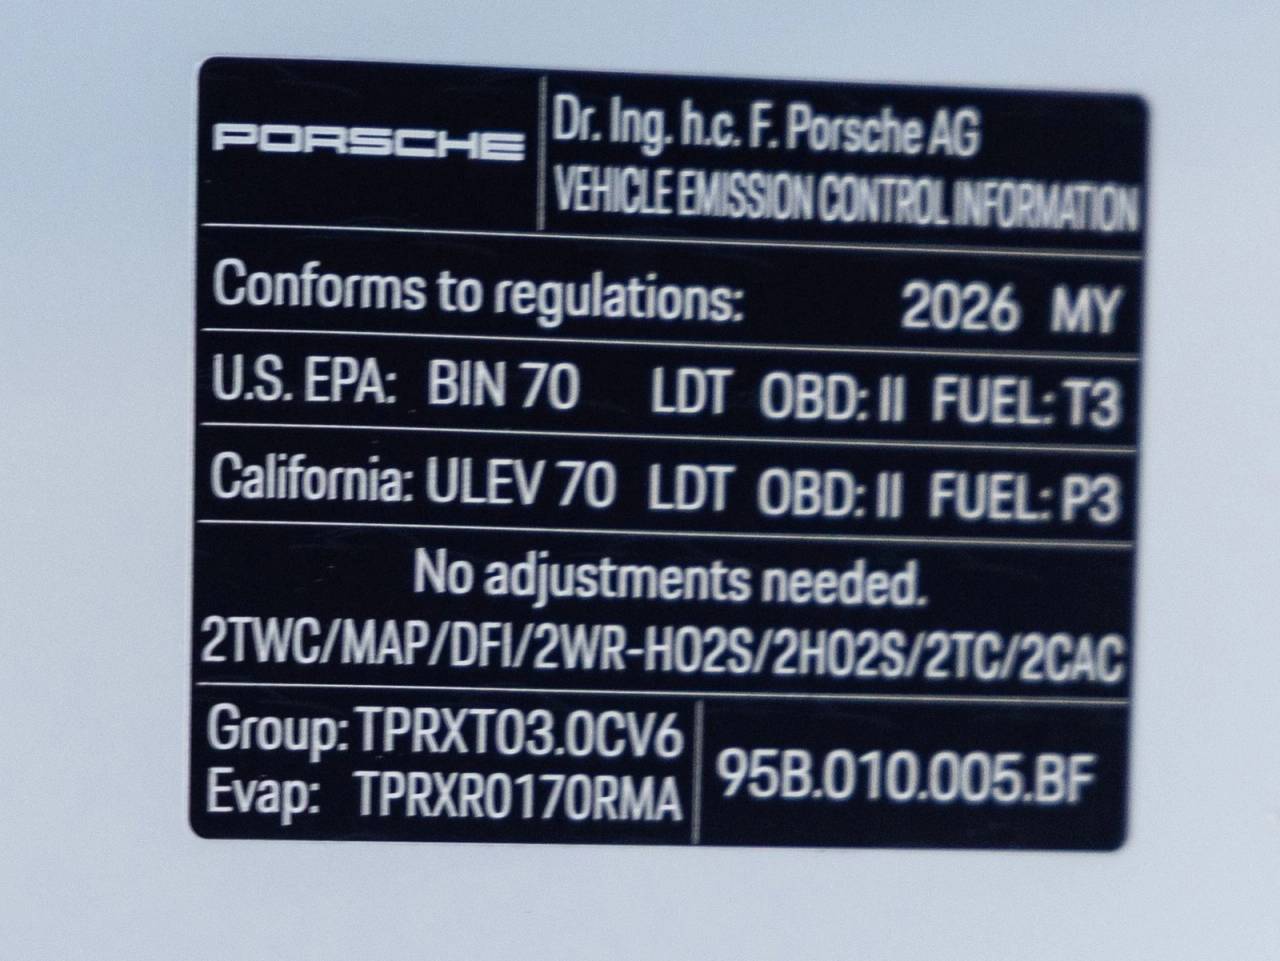 PORSCHE
Dr. Ing. h.c. F. Porsche AG
VEHICLE EMISSION CONTROL INFORMATION
Conforms to regulations: 2026 MY
U.S. EPA: BIN 70 LDT OBD: II FUEL: T3
California: ULEV 70 LDT OBD: II FUEL: P3
No adjustments needed.
2TWC/MAP/DFI/2WR-HO2S/2HO2S/2TC/2CAC
Group: TPRXT03.0CV6
Evap: TPRXR0170RMA
95B.010.005.BF